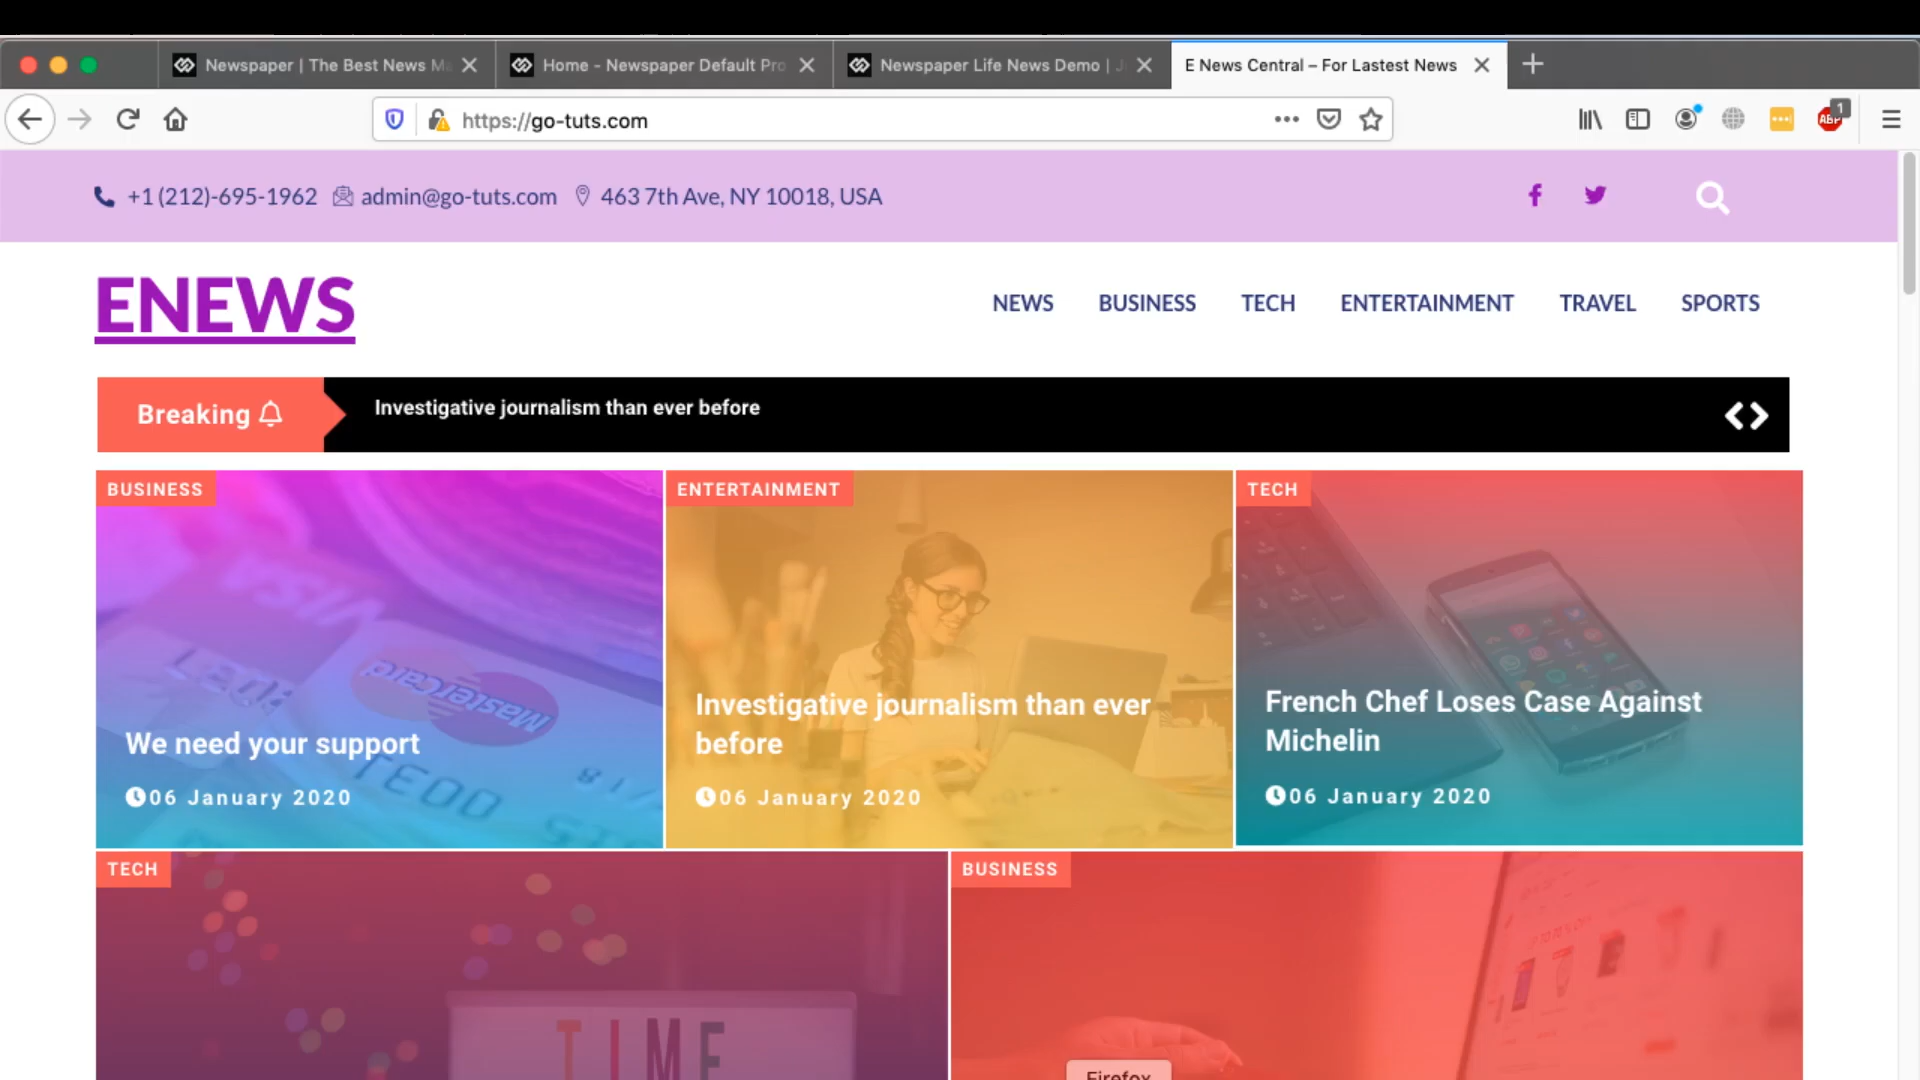 Newspaper | The Best News M
Home - Newspaper Default Pro
Newspaper Life News Demo |
E News Central – For Lastest News
https://go-tuts.com
ABP
1
+1 (212)-695-1962
admin@go-tuts.com
463 7th Ave, NY 10018, USA
ENEWS
NEWS
BUSINESS
TECH
ENTERTAINMENT
TRAVEL
SPORTS
Breaking
Investigative journalism than ever before
BUSINESS
VISA
MasterCard
We need your support
06 January 2020
ENTERTAINMENT
Investigative journalism than ever
before
06 January 2020
TECH
French Chef Loses Case Against
Michelin
06 January 2020
TECH
TIME
BUSINESS
Firefox